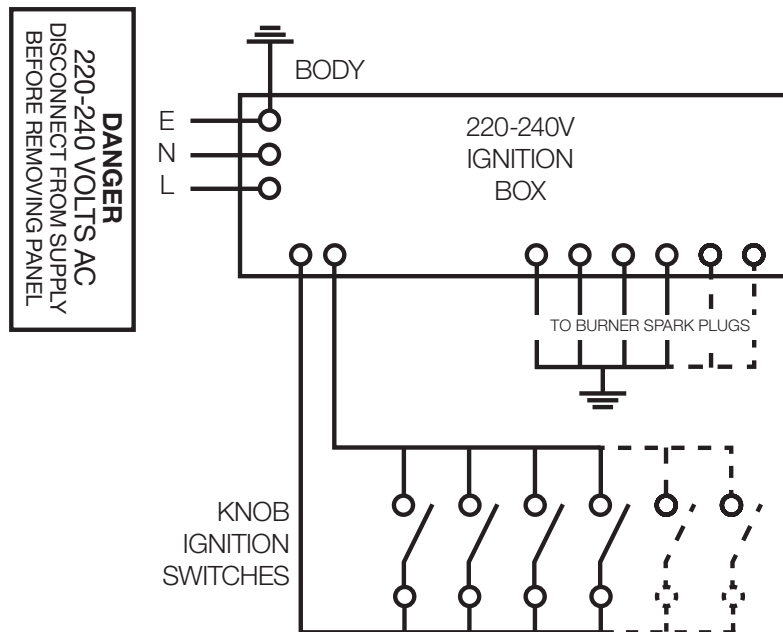 DANGER
220-240 VOLTS AC
DISCONNECT FROM SUPPLY
BEFORE REMOVING PANEL
BODY
E
N
L
220-240V
IGNITION
BOX
TO BURNER SPARK PLUGS
KNOB
IGNITION
SWITCHES